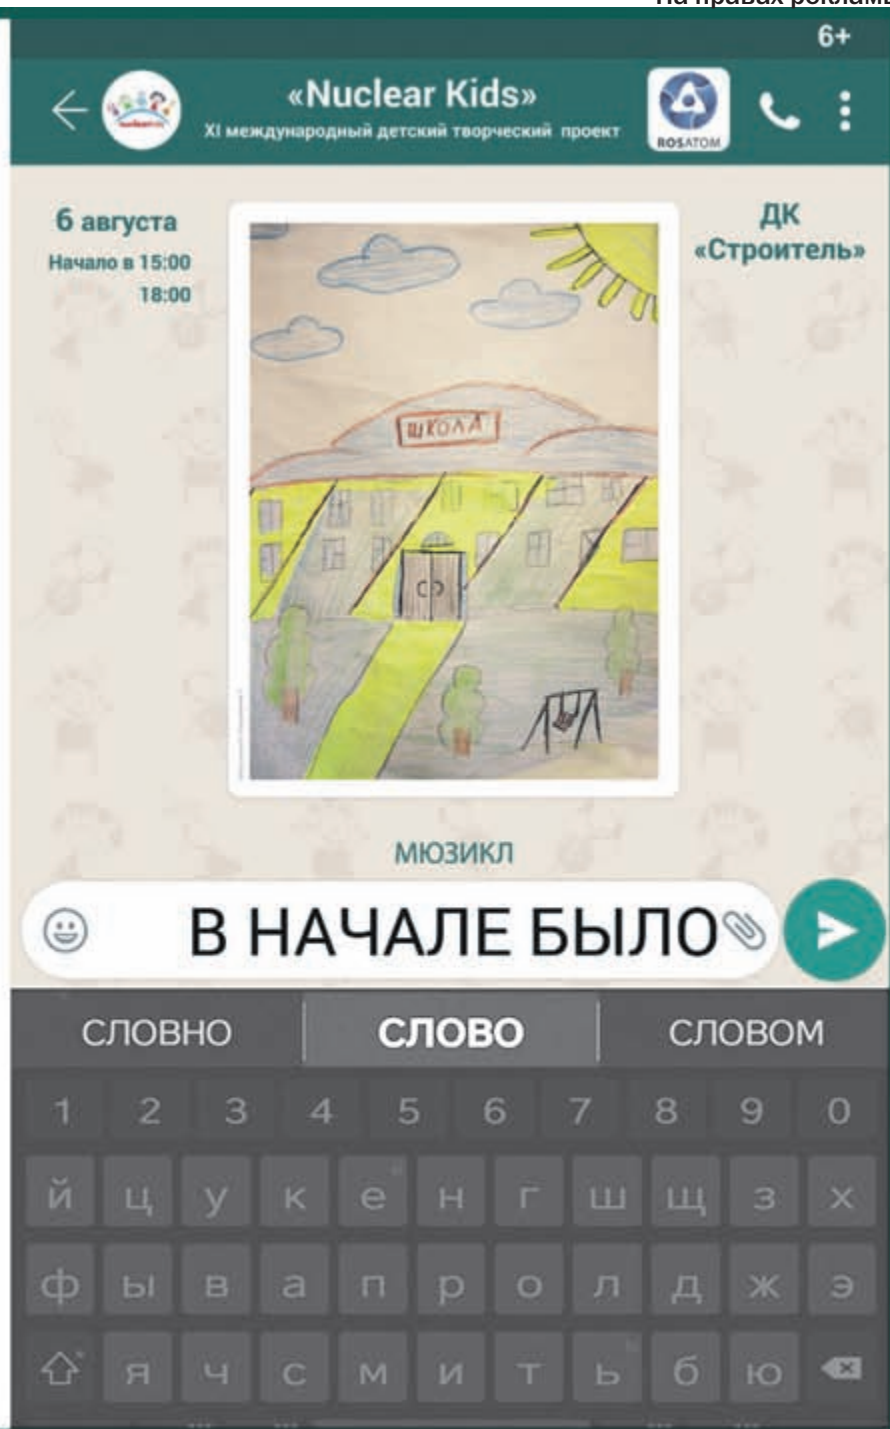 На правах рекламы
6+
«Nuclear Kids»
XI международный детский творческий проект
ROSATOM
6 августа
Начало в 15:00
18:00
ДК
«Строитель»
ШКОЛА
МЮЗИКЛ
В НАЧАЛЕ БЫЛО
СЛОВНО СЛОВО СЛОВОМ
1 2 3 4 5 6 7 8 9 0
й ц у к е н г ш щ з х
ф ы в а п р о л д ж э
я ч с м и т ь б ю